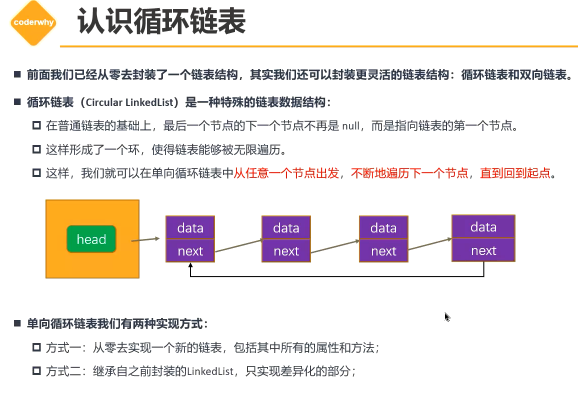 coderwhy
认识循环链表
前面我们已经从零去封装了一个链表结构，其实我们还可以封装更灵活的链表结构：循环链表和双向链表。
循环链表（Circular LinkedList）是一种特殊的链表数据结构：
在普通链表的基础上，最后一个节点的下一个节点不再是 null，而是指向链表的第一个节点。
这样形成了一个环，使得链表能够被无限遍历。
这样，我们就可以在单向循环链表中从任意一个节点出发，不断地遍历下一个节点，直到回到起点。
head
data
next
data
next
data
next
data
next
单向循环链表我们有两种实现方式：
方式一：从零去实现一个新的链表，包括其中所有的属性和方法；
方式二：继承自之前封装的LinkedList，只实现差异化的部分；